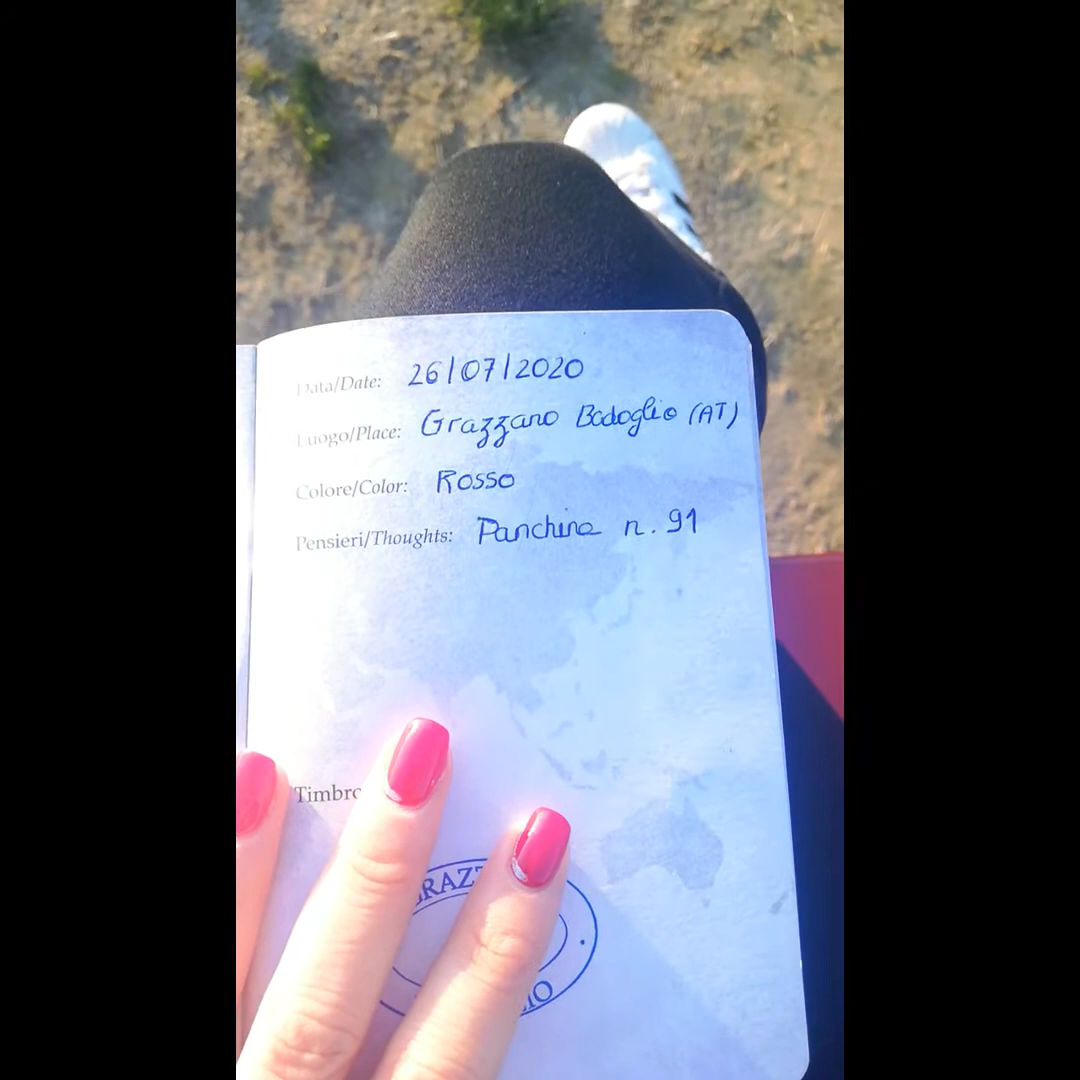 Data/Date: 26/07/2020
Luogo/Place: Grazzano Badoglio (AT)
Colore/Color: Rosso
Pensieri/Thoughts: Panchina n. 91
Timbro